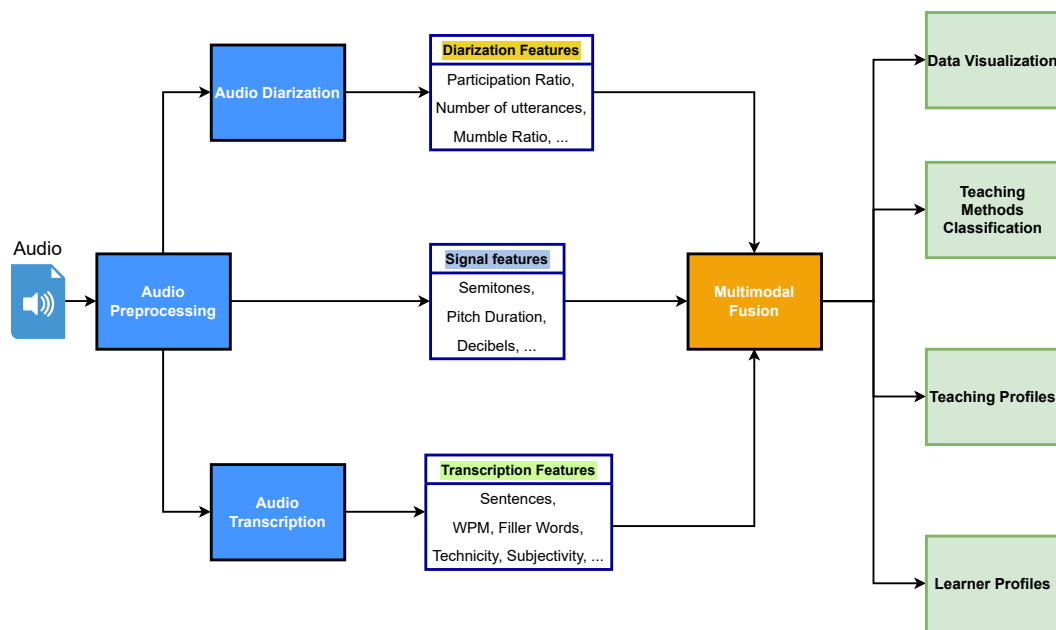 Audio
Audio
Preprocessing
Audio Diarization
Diarization Features
Participation Ratio,
Number of utterances,
Mumble Ratio, ...
Signal features
Semitones,
Pitch Duration,
Decibels, ...
Audio
Transcription
Transcription Features
Sentences,
WPM, Filler Words,
Technicity, Subjectivity, ...
Multimodal
Fusion
Data Visualization
Teaching
Methods
Classification
Teaching Profiles
Learner Profiles